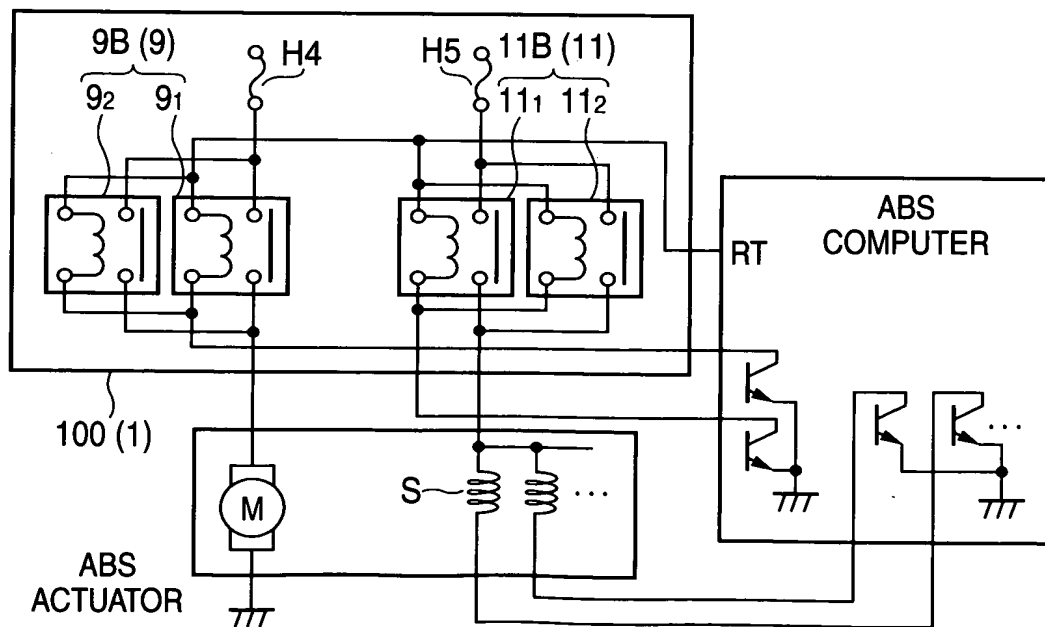 9B (9)
H4
H5
11B (11)
9₂
9₁
11₁
11₂
ABS
COMPUTER
RT
100 (1)
S
...
...
M
ABS
ACTUATOR